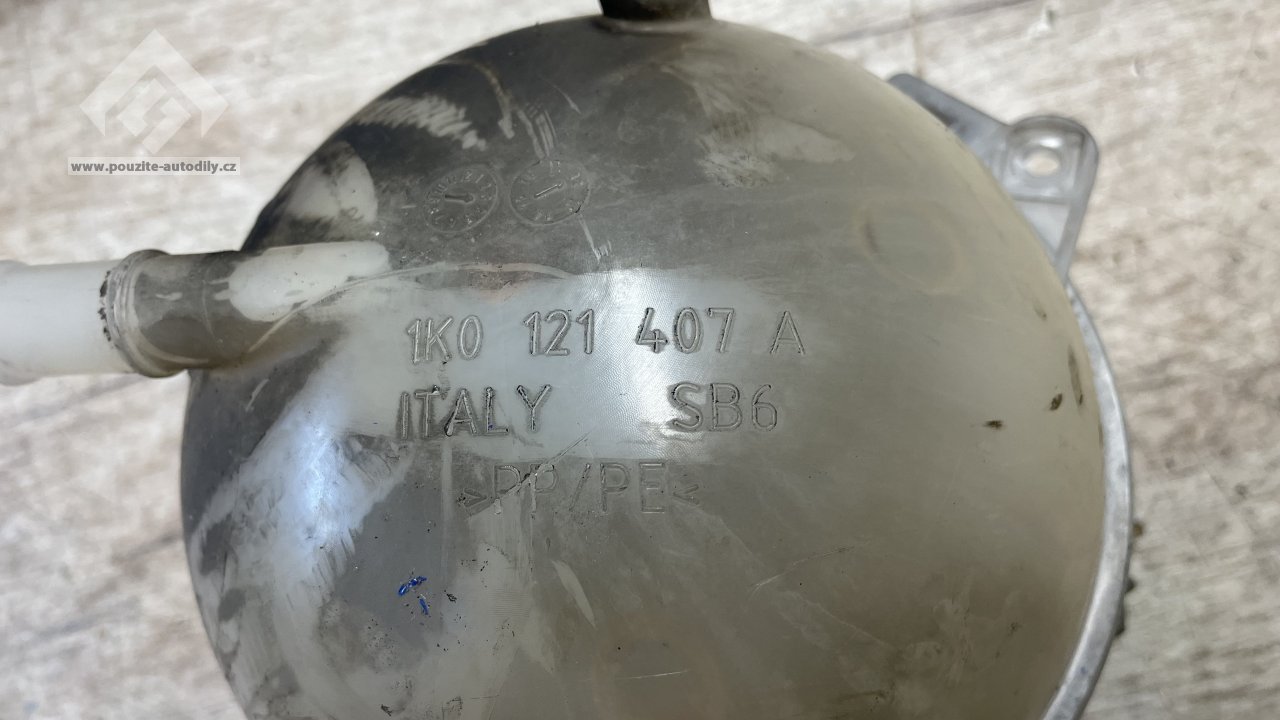 www.pouzite-autodily.cz
1K0 121 407 A
ITALY SB6
>PP/PE<